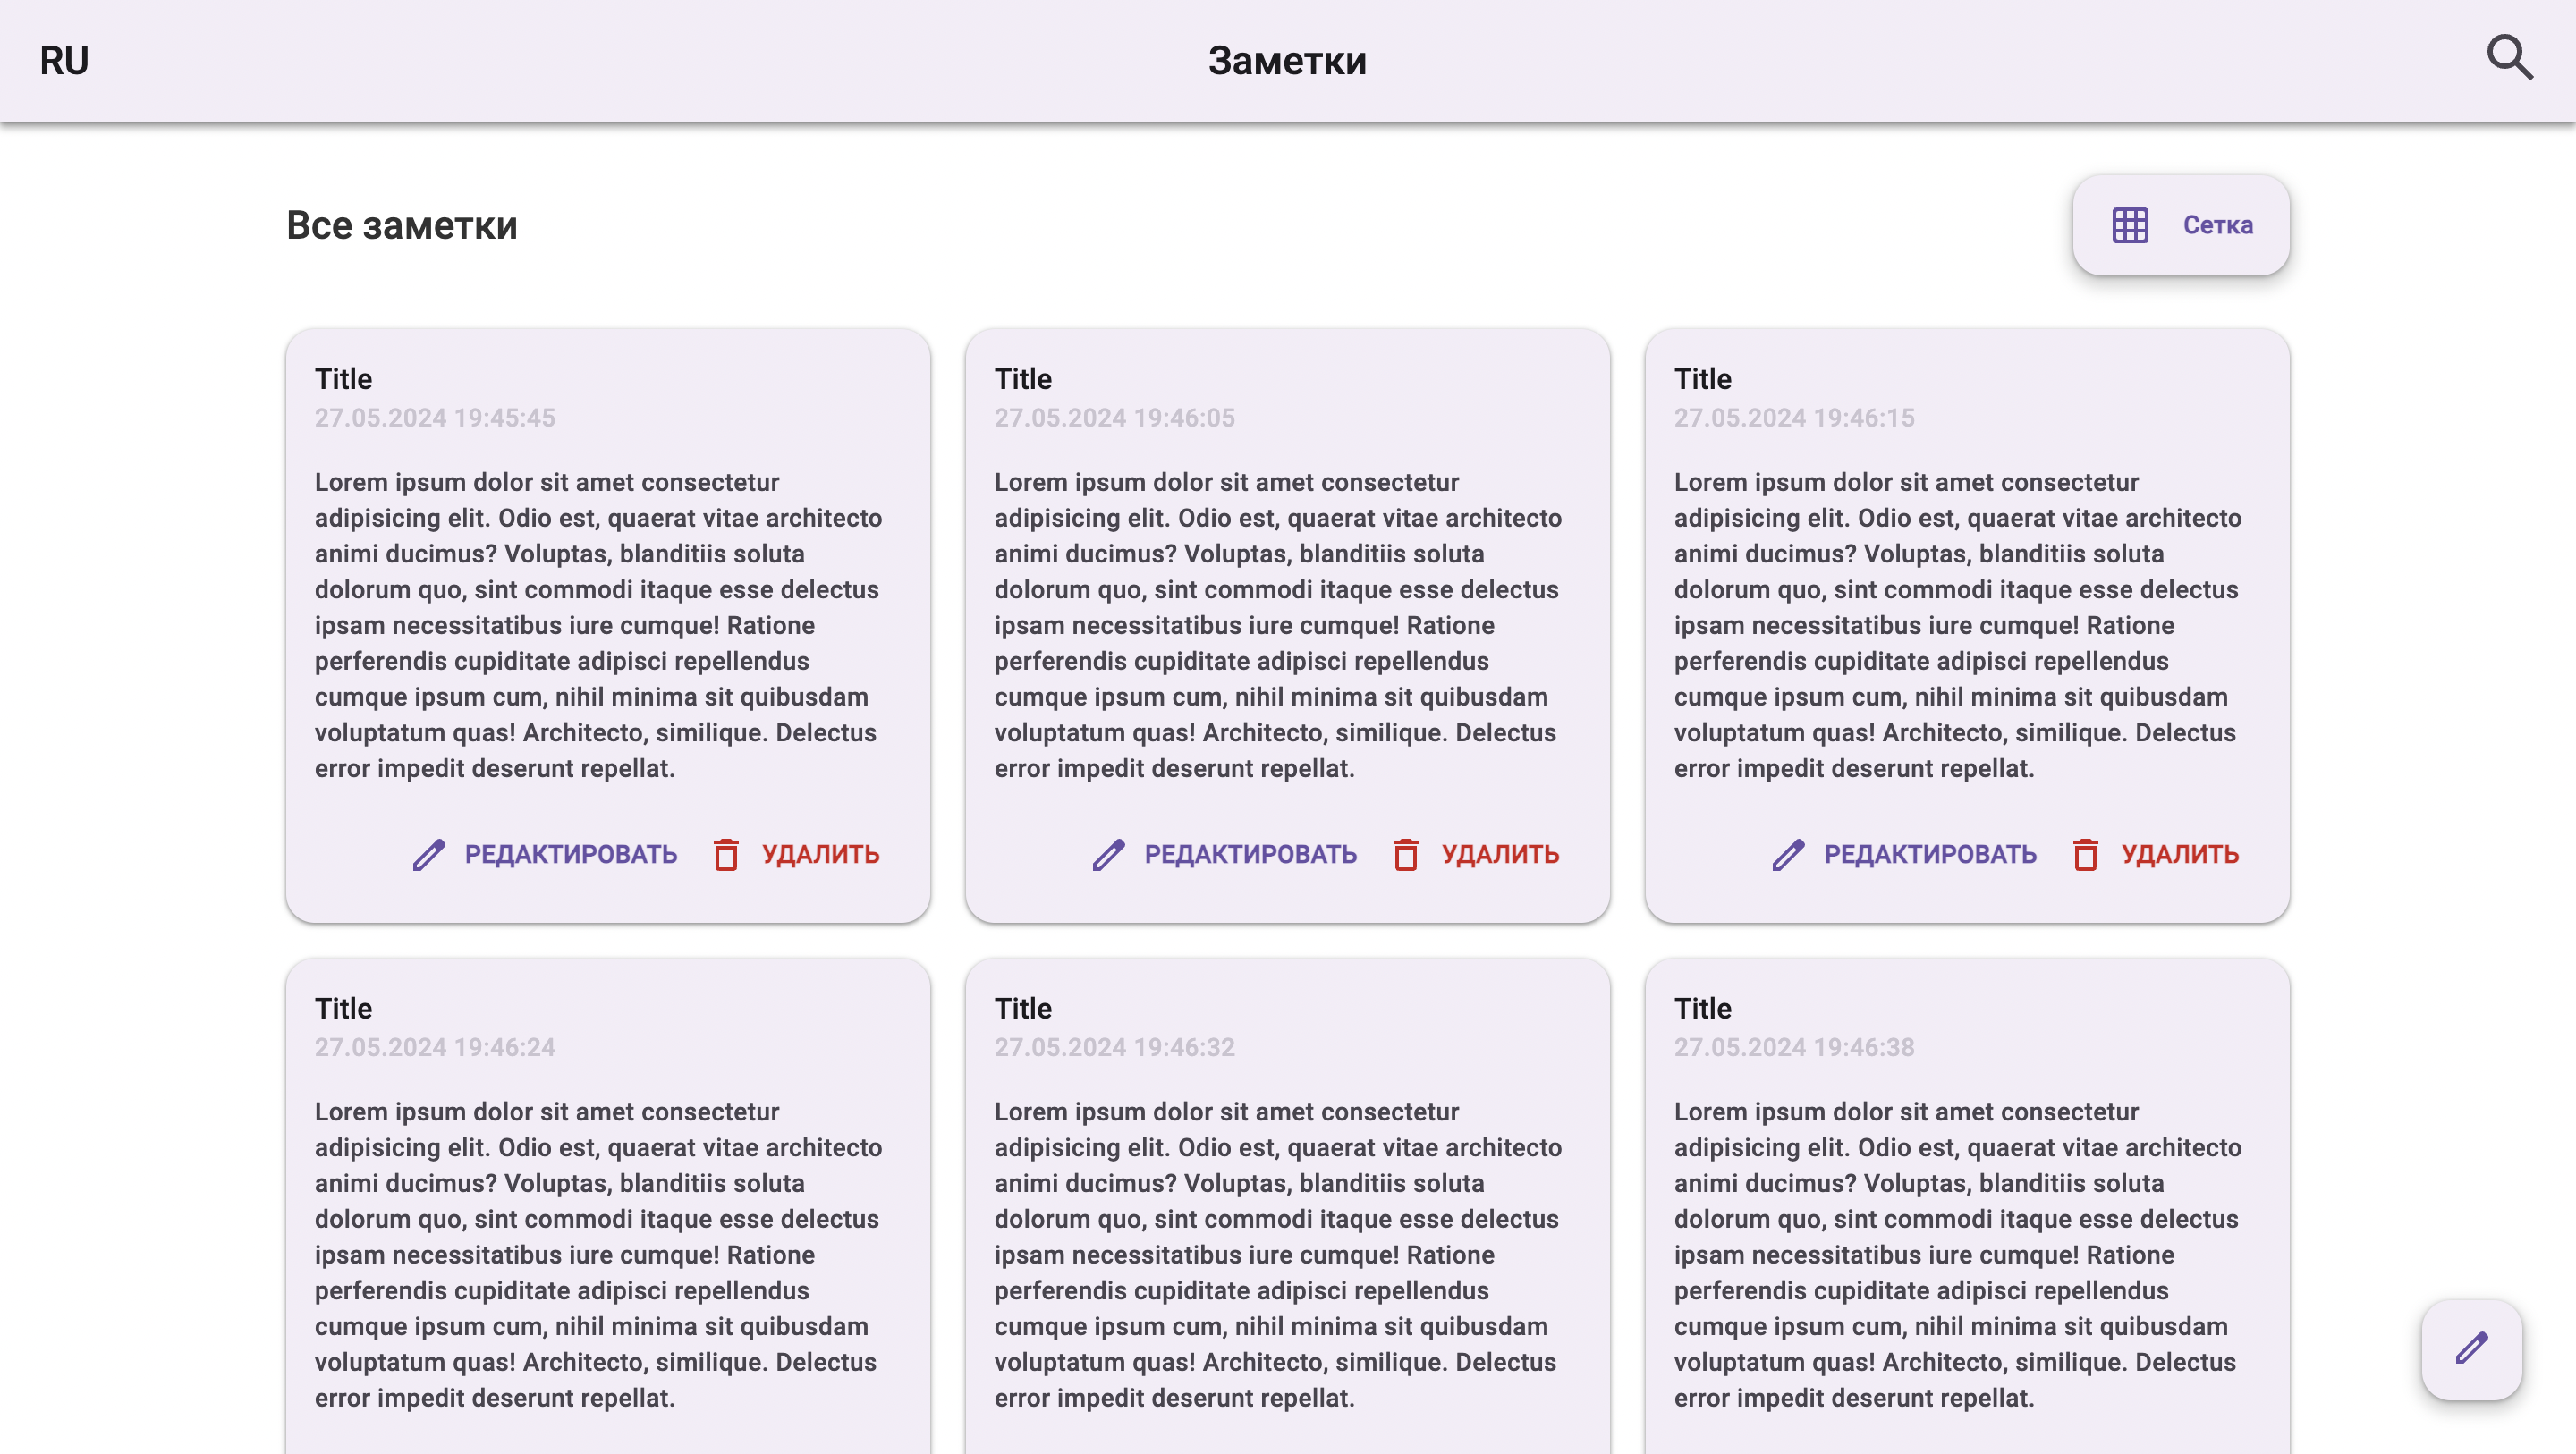 RU
Заметки
Все заметки
Сетка
Title
27.05.2024 19:45:45
Lorem ipsum dolor sit amet consectetur
adipisicing elit. Odio est, quaerat vitae architecto
animi ducimus? Voluptas, blanditiis soluta
dolorum quo, sint commodi itaque esse delectus
ipsam necessitatibus iure cumque! Ratione
perferendis cupiditate adipisci repellendus
cumque ipsum cum, nihil minima sit quibusdam
voluptatum quas! Architecto, similique. Delectus
error impedit deserunt repellat.
РЕДАКТИРОВАТЬ УДАЛИТЬ
Title
27.05.2024 19:46:05
Lorem ipsum dolor sit amet consectetur
adipisicing elit. Odio est, quaerat vitae architecto
animi ducimus? Voluptas, blanditiis soluta
dolorum quo, sint commodi itaque esse delectus
ipsam necessitatibus iure cumque! Ratione
perferendis cupiditate adipisci repellendus
cumque ipsum cum, nihil minima sit quibusdam
voluptatum quas! Architecto, similique. Delectus
error impedit deserunt repellat.
РЕДАКТИРОВАТЬ УДАЛИТЬ
Title
27.05.2024 19:46:15
Lorem ipsum dolor sit amet consectetur
adipisicing elit. Odio est, quaerat vitae architecto
animi ducimus? Voluptas, blanditiis soluta
dolorum quo, sint commodi itaque esse delectus
ipsam necessitatibus iure cumque! Ratione
perferendis cupiditate adipisci repellendus
cumque ipsum cum, nihil minima sit quibusdam
voluptatum quas! Architecto, similique. Delectus
error impedit deserunt repellat.
РЕДАКТИРОВАТЬ УДАЛИТЬ
Title
27.05.2024 19:46:24
Lorem ipsum dolor sit amet consectetur
adipisicing elit. Odio est, quaerat vitae architecto
animi ducimus? Voluptas, blanditiis soluta
dolorum quo, sint commodi itaque esse delectus
ipsam necessitatibus iure cumque! Ratione
perferendis cupiditate adipisci repellendus
cumque ipsum cum, nihil minima sit quibusdam
voluptatum quas! Architecto, similique. Delectus
error impedit deserunt repellat.
Title
27.05.2024 19:46:32
Lorem ipsum dolor sit amet consectetur
adipisicing elit. Odio est, quaerat vitae architecto
animi ducimus? Voluptas, blanditiis soluta
dolorum quo, sint commodi itaque esse delectus
ipsam necessitatibus iure cumque! Ratione
perferendis cupiditate adipisci repellendus
cumque ipsum cum, nihil minima sit quibusdam
voluptatum quas! Architecto, similique. Delectus
error impedit deserunt repellat.
Title
27.05.2024 19:46:38
Lorem ipsum dolor sit amet consectetur
adipisicing elit. Odio est, quaerat vitae architecto
animi ducimus? Voluptas, blanditiis soluta
dolorum quo, sint commodi itaque esse delectus
ipsam necessitatibus iure cumque! Ratione
perferendis cupiditate adipisci repellendus
cumque ipsum cum, nihil minima sit quibusdam
voluptatum quas! Architecto, similique. Delectus
error impedit deserunt repellat.